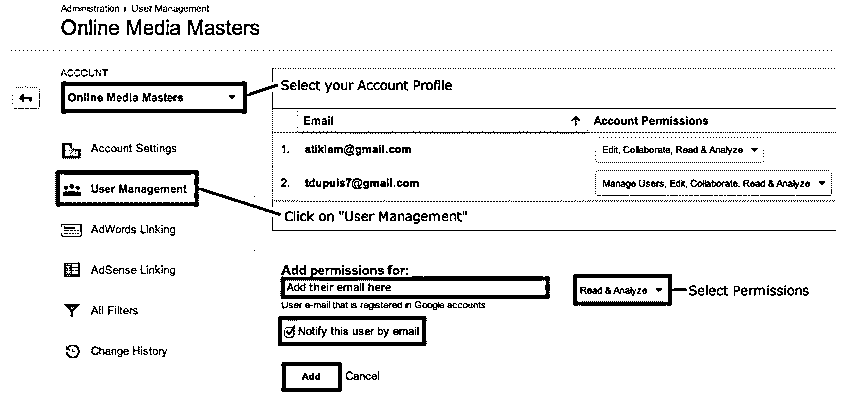 Administration › User Management
Online Media Masters
ACCOUNT
Online Media Masters
Select your Account Profile
Email
Account Permissions
1. atiklem@gmail.com
Edit, Collaborate, Read & Analyze
2. tdupuis7@gmail.com
Manage Users, Edit, Collaborate, Read & Analyze
Account Settings
User Management
Click on "User Management"
AdWords Linking
AdSense Linking
All Filters
Change History
Add permissions for:
Add their email here
User e-mail that is registered in Google accounts
Read & Analyze
Select Permissions
Notify this user by email
Add Cancel